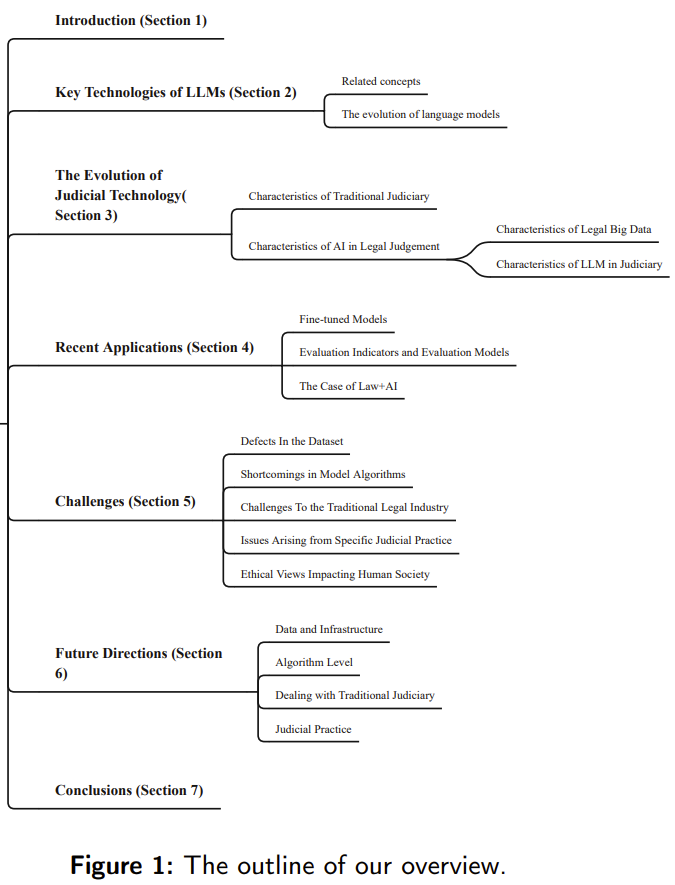 Introduction (Section 1)
Key Technologies of LLMs (Section 2)
Related concepts
The evolution of language models
The Evolution of
Judicial Technology(
Section 3)
Characteristics of Traditional Judiciary
Characteristics of AI in Legal Judgement
Characteristics of Legal Big Data
Characteristics of LLM in Judiciary
Recent Applications (Section 4)
Fine-tuned Models
Evaluation Indicators and Evaluation Models
The Case of Law+AI
Challenges (Section 5)
Defects In the Dataset
Shortcomings in Model Algorithms
Challenges To the Traditional Legal Industry
Issues Arising from Specific Judicial Practice
Ethical Views Impacting Human Society
Future Directions (Section
6)
Data and Infrastructure
Algorithm Level
Dealing with Traditional Judiciary
Judicial Practice
Conclusions (Section 7)
Figure 1: The outline of our overview.